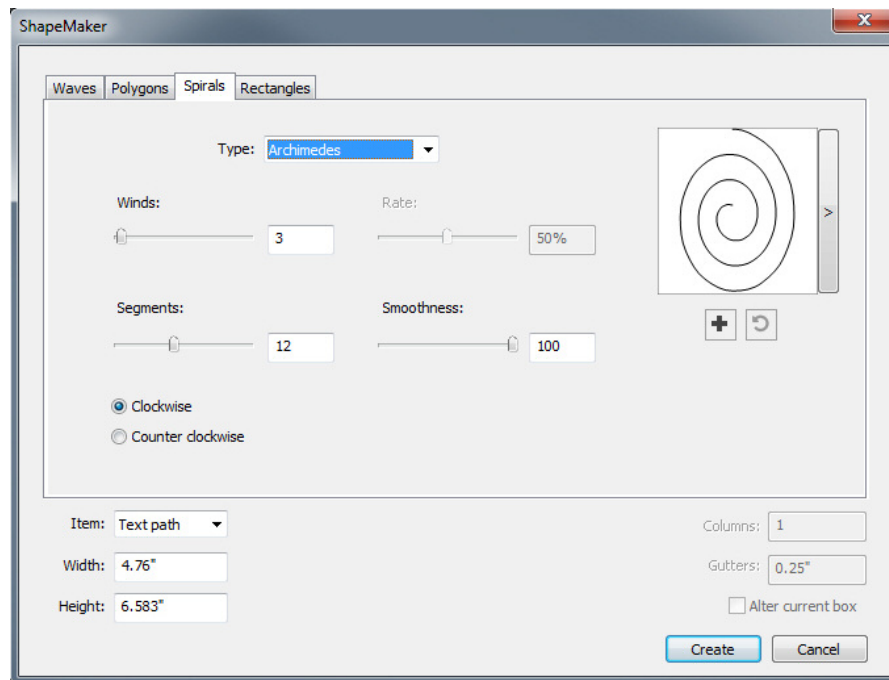 ShapeMaker
Waves Polygons Spirals Rectangles
Type: Archimedes
Winds: Rate:
3 50%
Segments: Smoothness:
12 100
Clockwise
Counter clockwise
Item: Text path Columns: 1
Width: 4.76" Gutters: 0.25"
Height: 6.583" Alter current box
Create Cancel